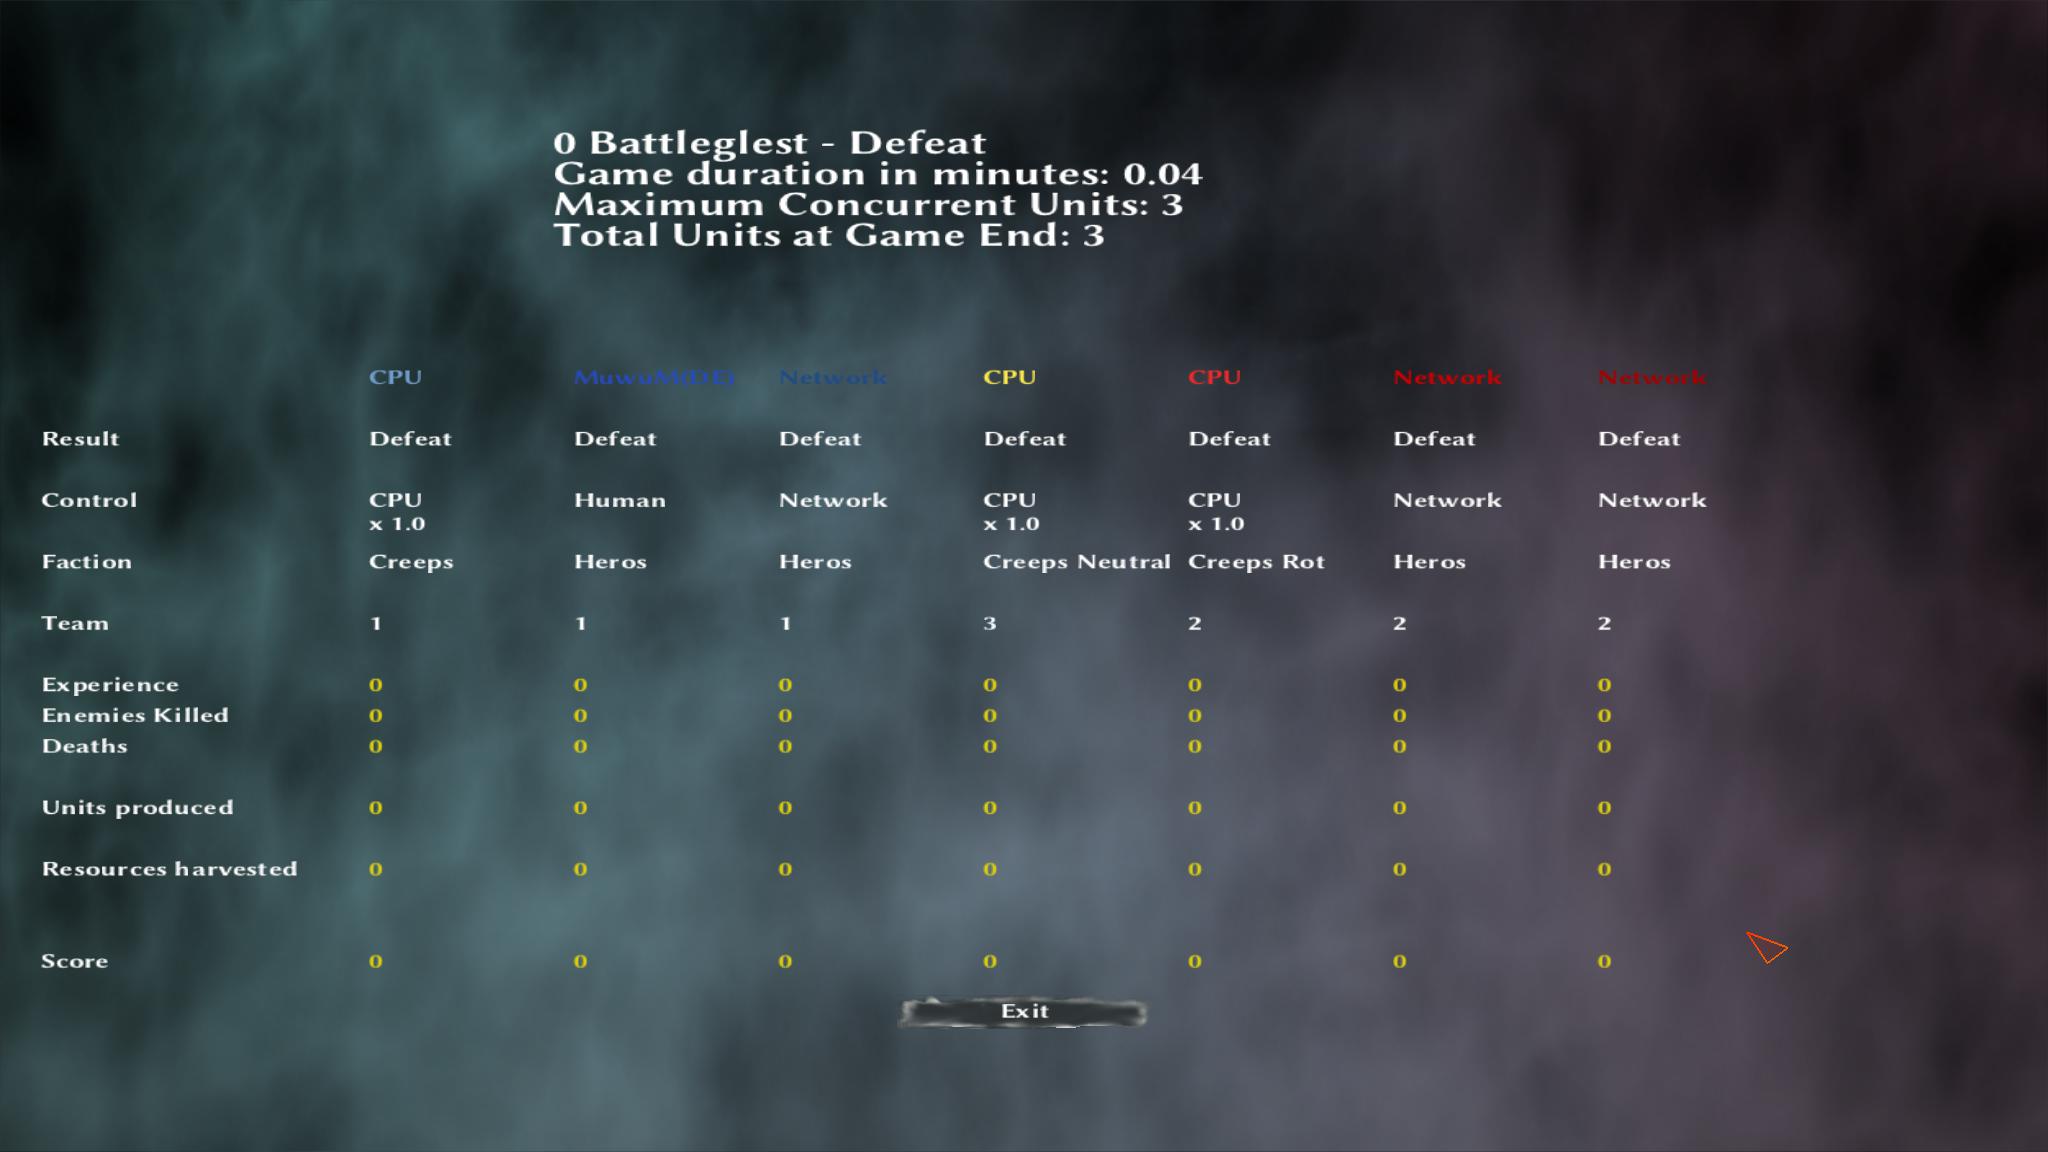 0 Battleglest - Defeat
Game duration in minutes: 0.04
Maximum Concurrent Units: 3
Total Units at Game End: 3
CPU MuwuM(DE) Network CPU CPU Network Network
Result Defeat Defeat Defeat Defeat Defeat Defeat Defeat
Control CPU Human Network CPU CPU Network Network
x 1.0 x 1.0 x 1.0
Faction Creeps Heros Heros Creeps Neutral Creeps Rot Heros Heros
Team 1 1 1 3 2 2 2
Experience 0 0 0 0 0 0 0
Enemies Killed 0 0 0 0 0 0 0
Deaths 0 0 0 0 0 0 0
Units produced 0 0 0 0 0 0 0
Resources harvested 0 0 0 0 0 0 0
Score 0 0 0 0 0 0 0
Exit